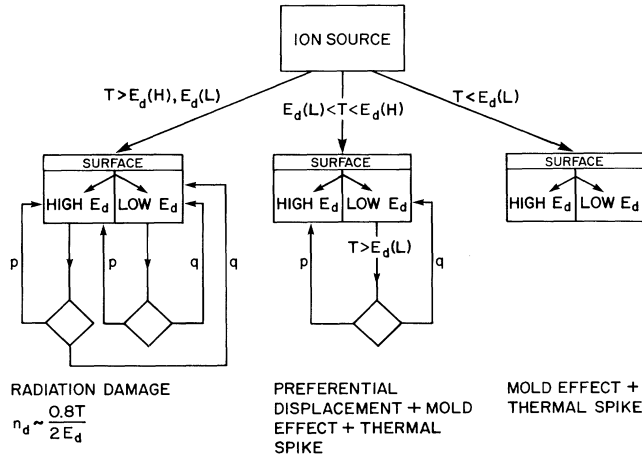 ION SOURCE
T>E_d(H),E_d(L)
E_d(L)<T<E_d(H)
T<E_d(L)
SURFACE
HIGH E_d LOW E_d
SURFACE
HIGH E_d LOW E_d
SURFACE
HIGH E_d LOW E_d
T>E_d(L)
p
p
q
q
p
q
RADIATION DAMAGE
n_d ~ 0.8T / 2E_d
PREFERENTIAL
DISPLACEMENT + MOLD
EFFECT + THERMAL
SPIKE
MOLD EFFECT +
THERMAL SPIKE